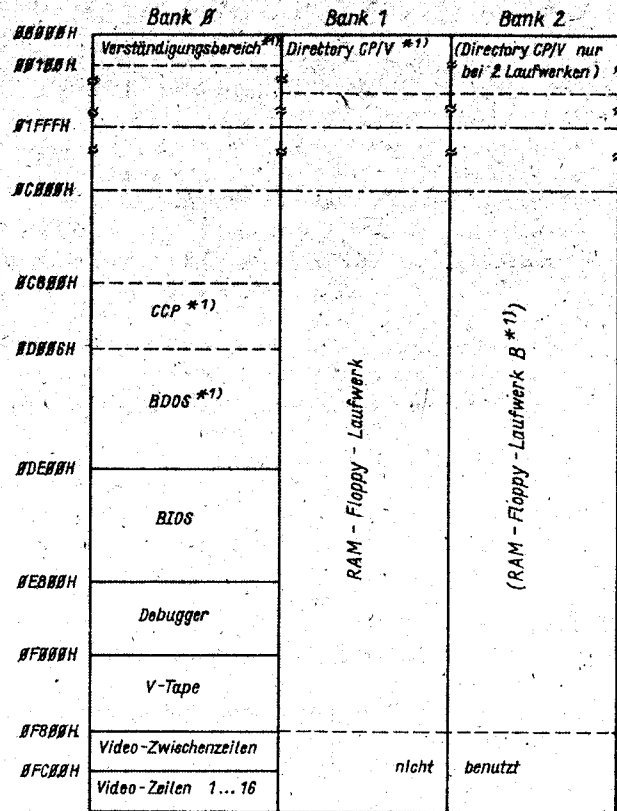 Bank Ø Bank 1 Bank 2
ØØØØØH
Verständigungsbereich *1) Directory CP/V *1) (Directory CP/V nur
bei 2 Laufwerken)
ØØ1ØØH
Ø1FFFH
ØCØØØH
ØC8ØØH
CCP *1)
ØDØØ6H
BDOS *1)
ØDEØØH
BIOS
ØE8ØØH
Debugger
ØFØØØH
V-Tape
ØF8ØØH
Video-Zwischenzeilen
ØFCØØH
Video-Zeilen 1...16
RAM - Floppy - Laufwerk
(RAM - Floppy - Laufwerk B *1))
nicht benutzt